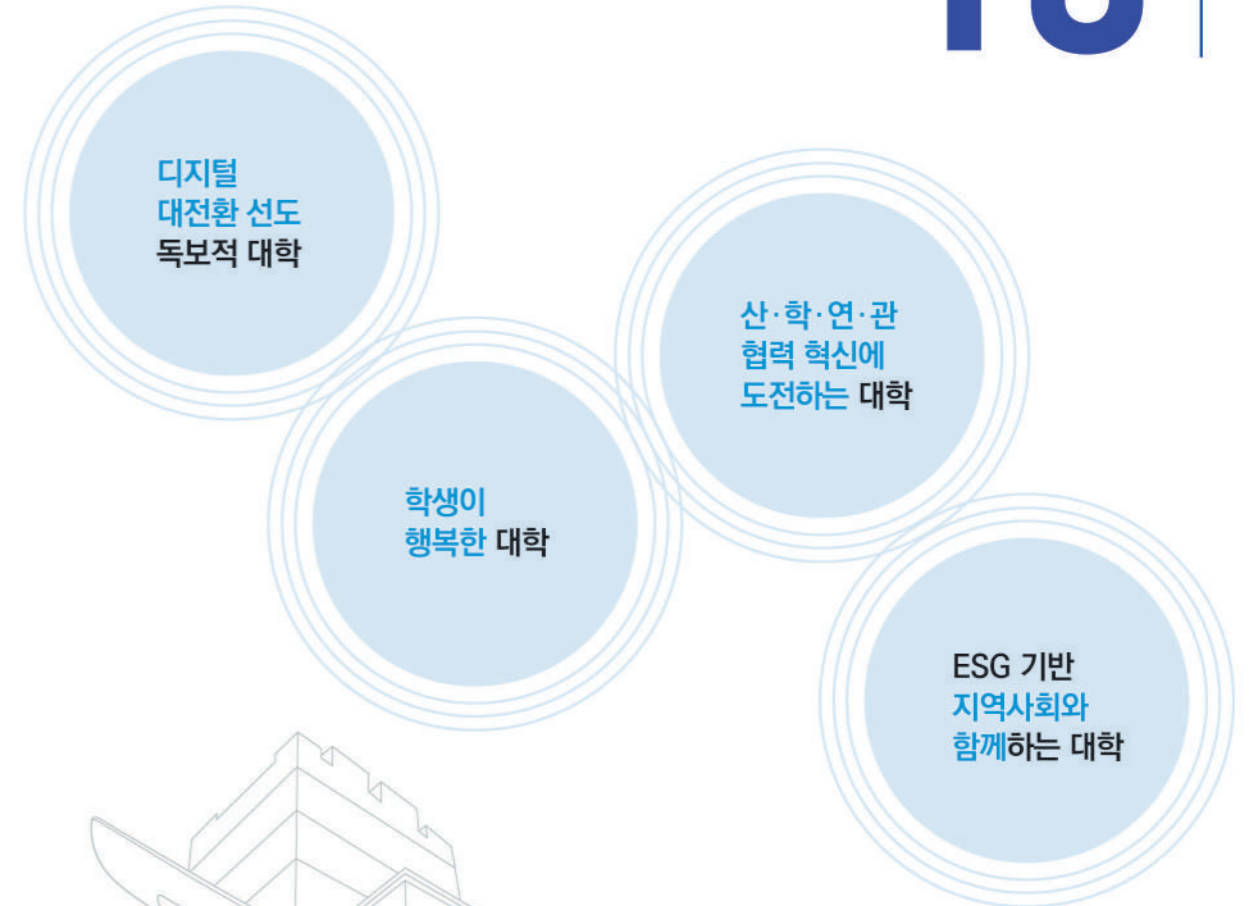 디지털
대전환 선도
독보적 대학
산·학·연·관
협력 혁신에
도전하는 대학
학생이
행복한 대학
ESG 기반
지역사회와
함께하는 대학